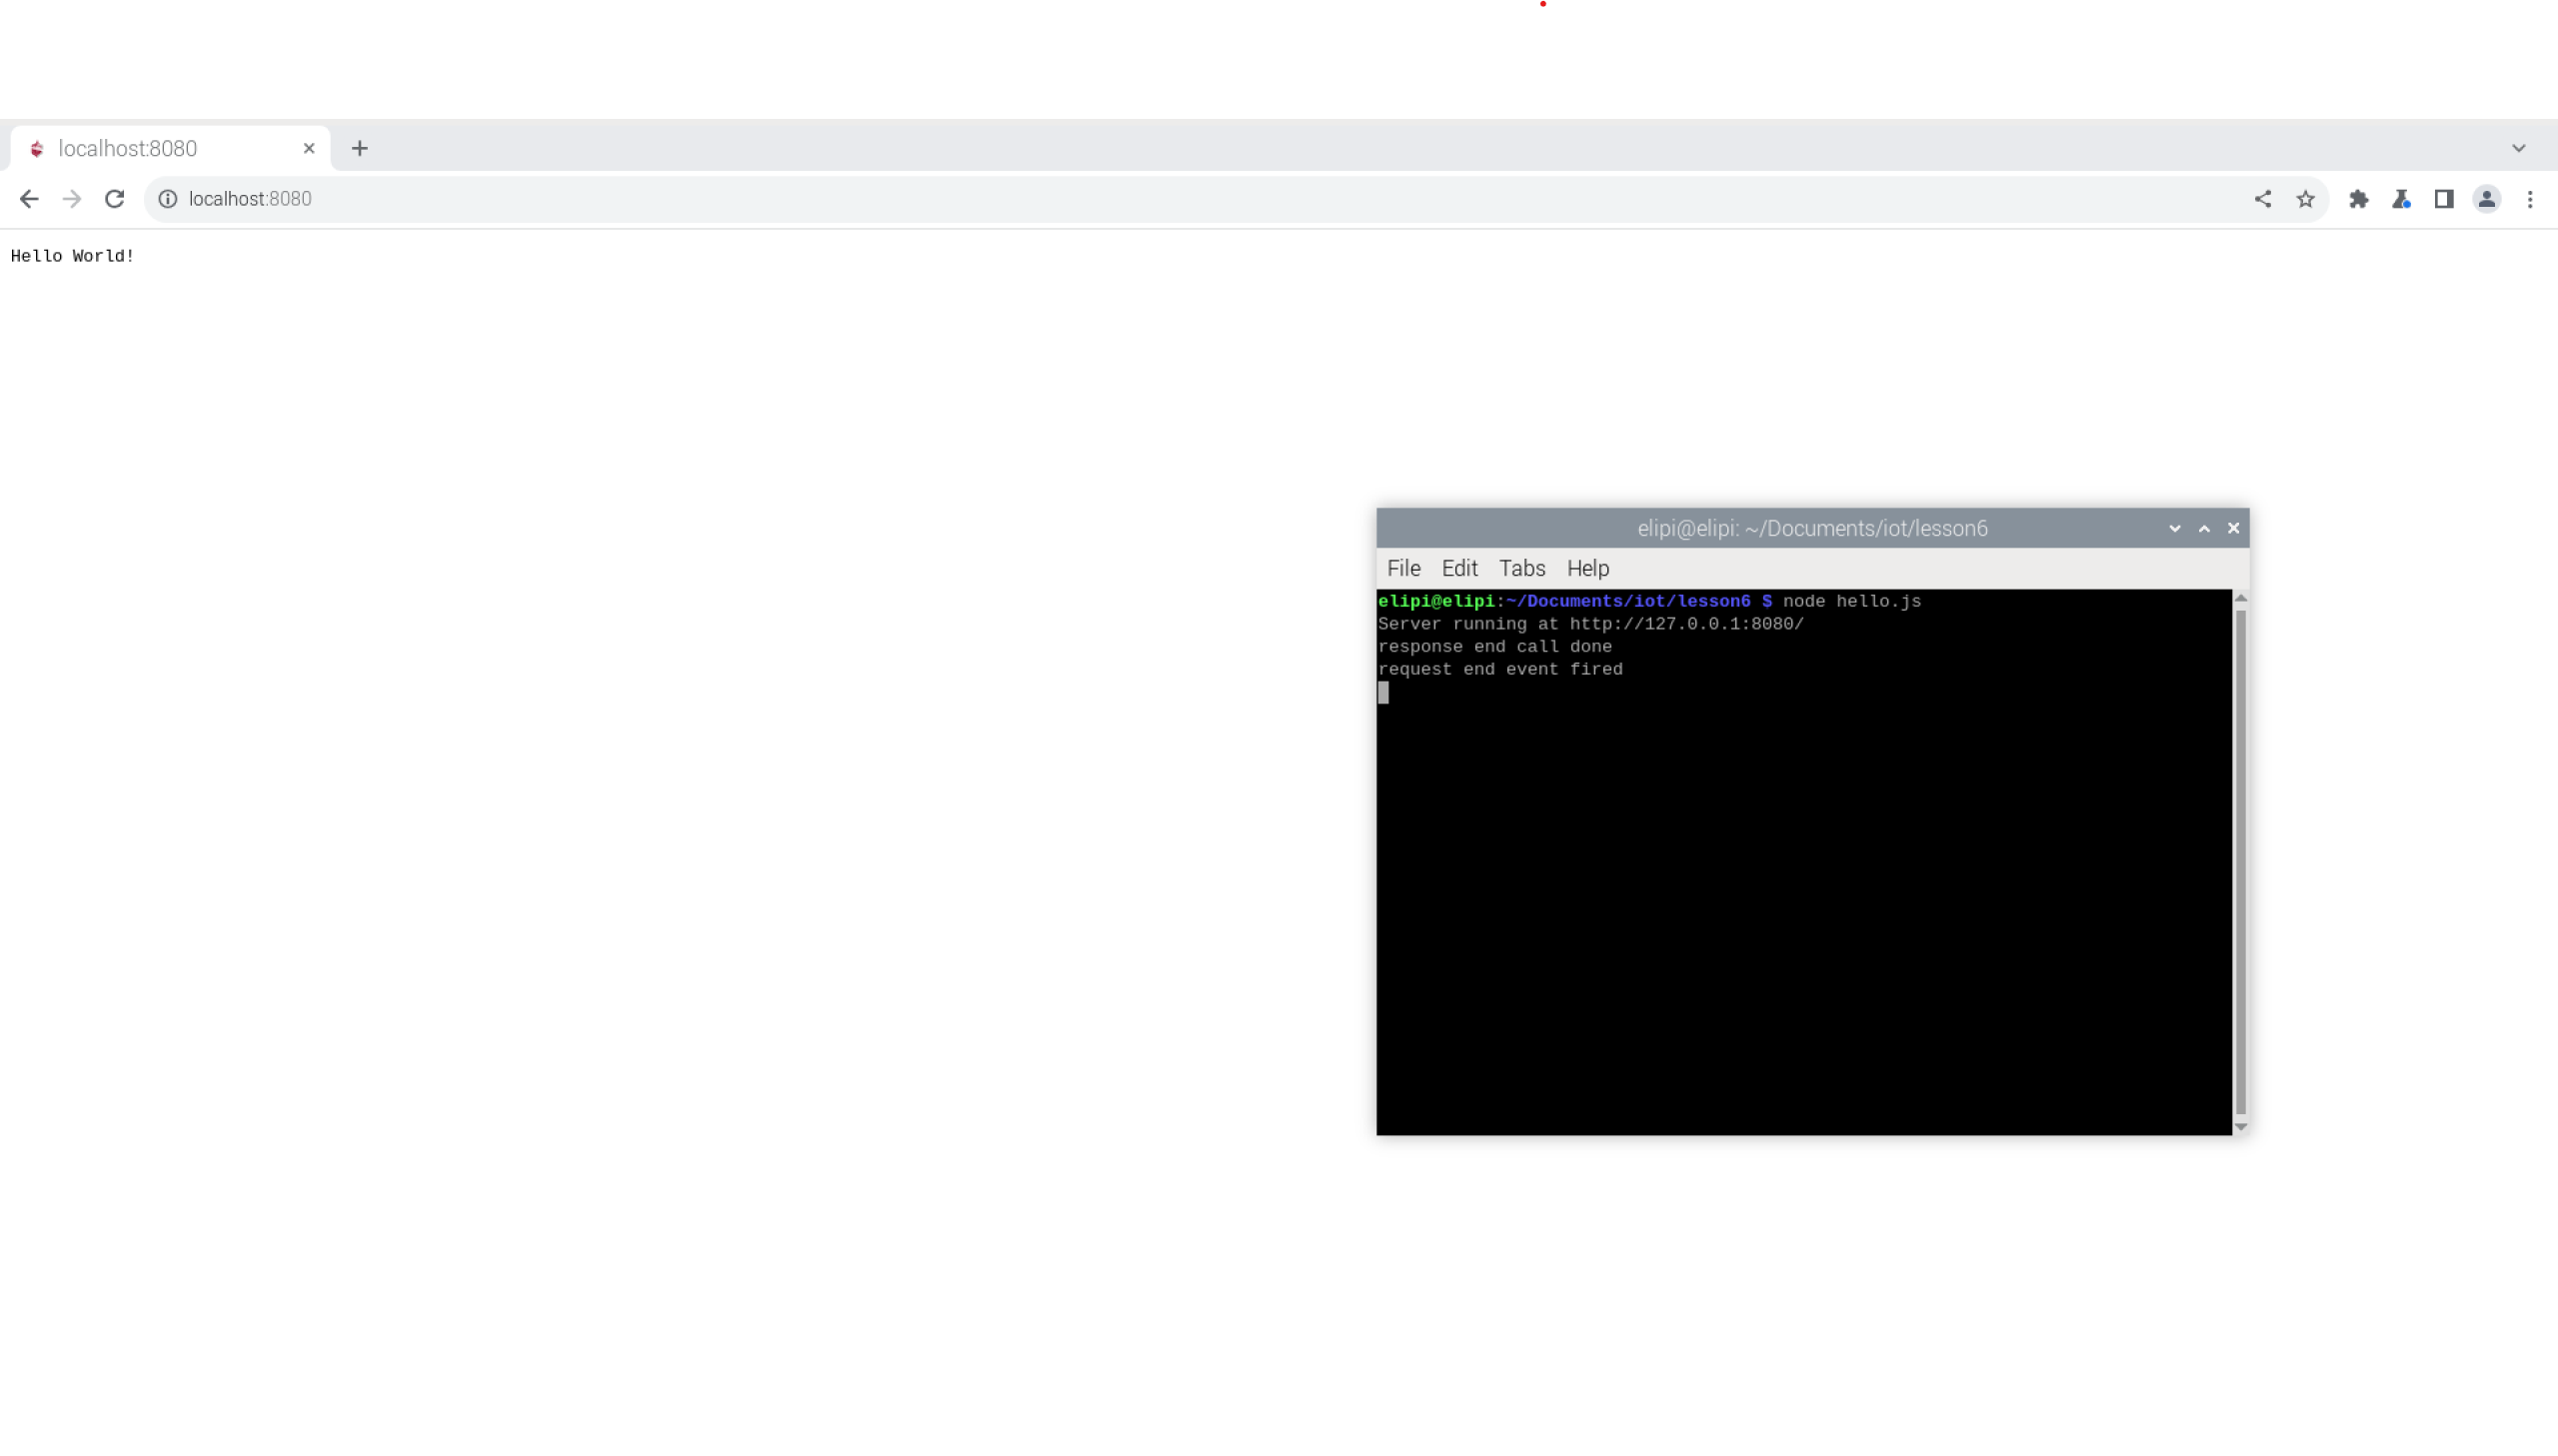 localhost:8080
localhost:8080
Hello World!
elipi@elipi: ~/Documents/iot/lesson6
File Edit Tabs Help
elipi@elipi:~/Documents/iot/lesson6 $ node hello.js
Server running at http://127.0.0.1:8080/
response end call done
request end event fired